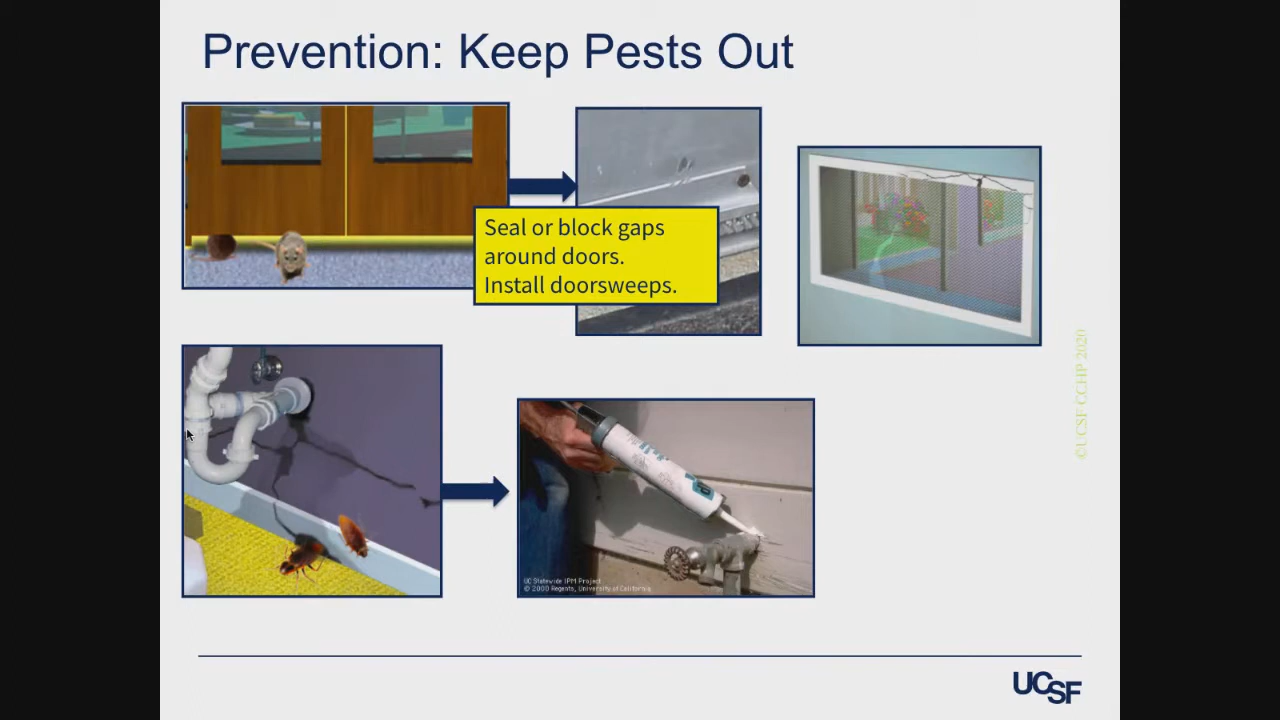 Prevention: Keep Pests Out
Seal or block gaps
around doors.
Install doorsweeps.
©UCSF CCHP 2020
UC Statewide IPM Project
© 2000 Regents, University of California
UCSF